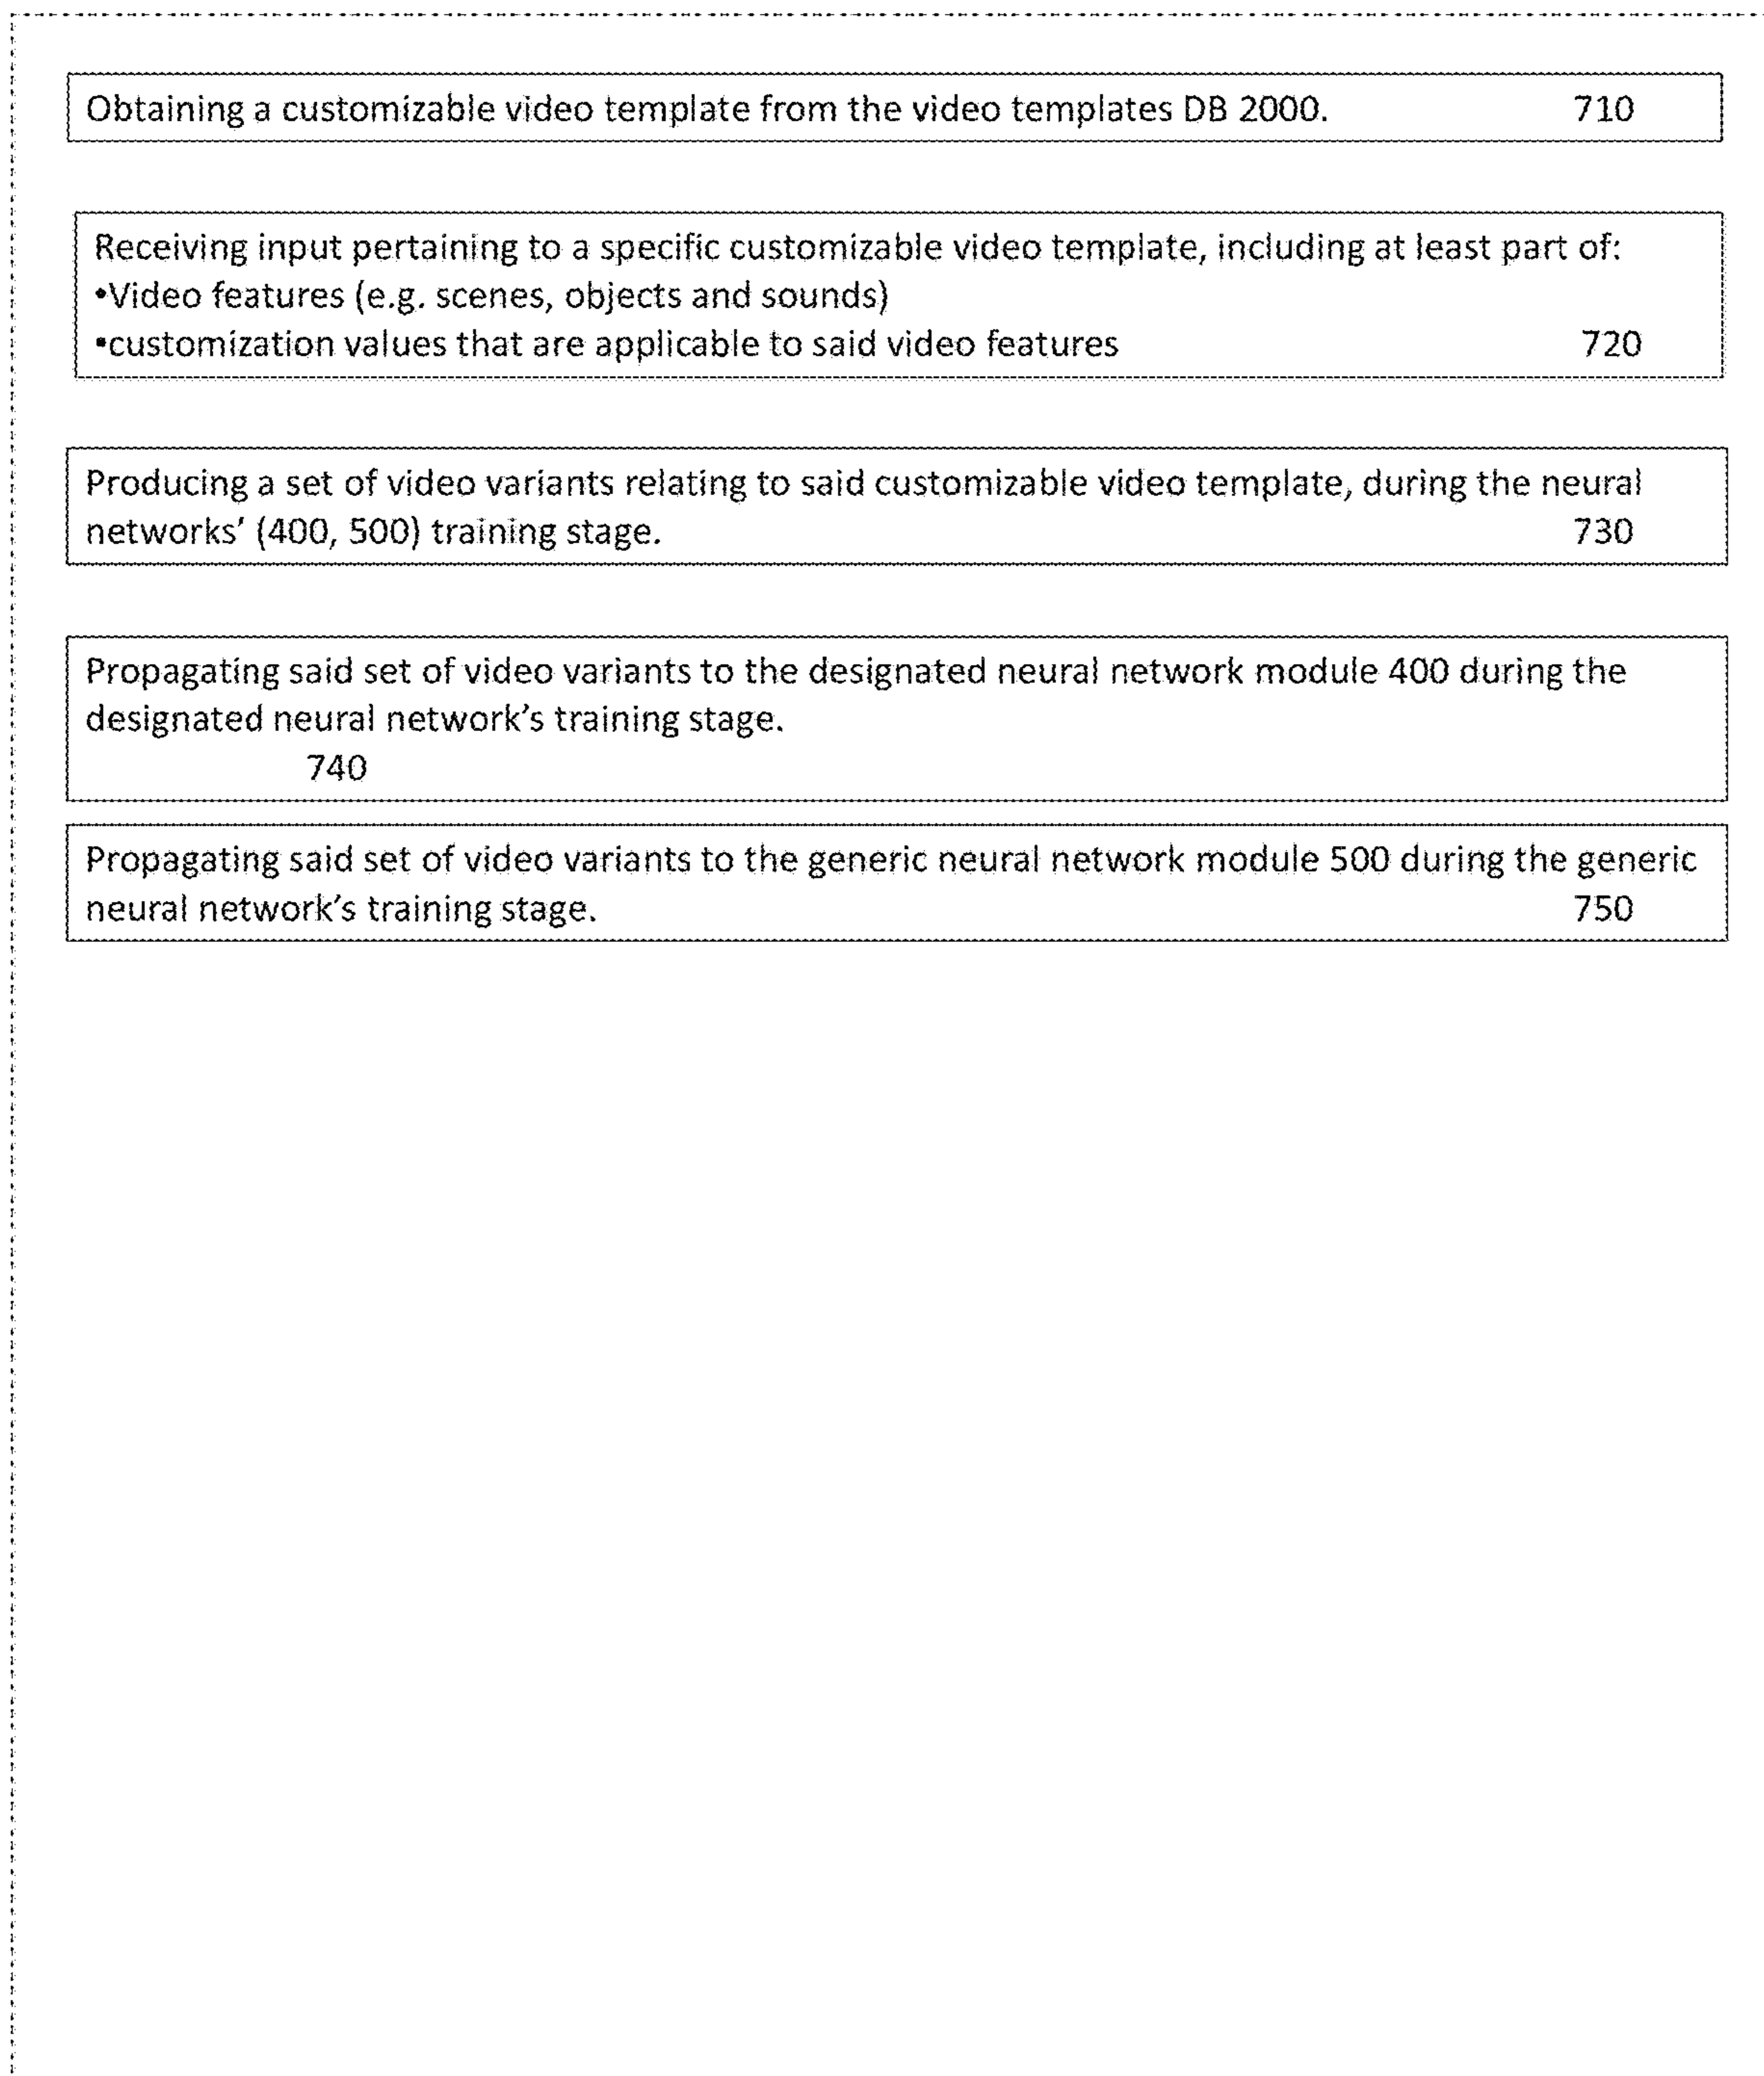 Obtaining a customizable video template from the video templates DB 2000. 710
Receiving input pertaining to a specific customizable video template, including at least part of:
•Video features (e.g. scenes, objects and sounds)
•customization values that are applicable to said video features 720
Producing a set of video variants relating to said customizable video template, during the neural
networks’ (400, 500) training stage. 730
Propagating said set of video variants to the designated neural network module 400 during the
designated neural network’s training stage.
740
Propagating said set of video variants to the generic neural network module 500 during the generic
neural network’s training stage. 750